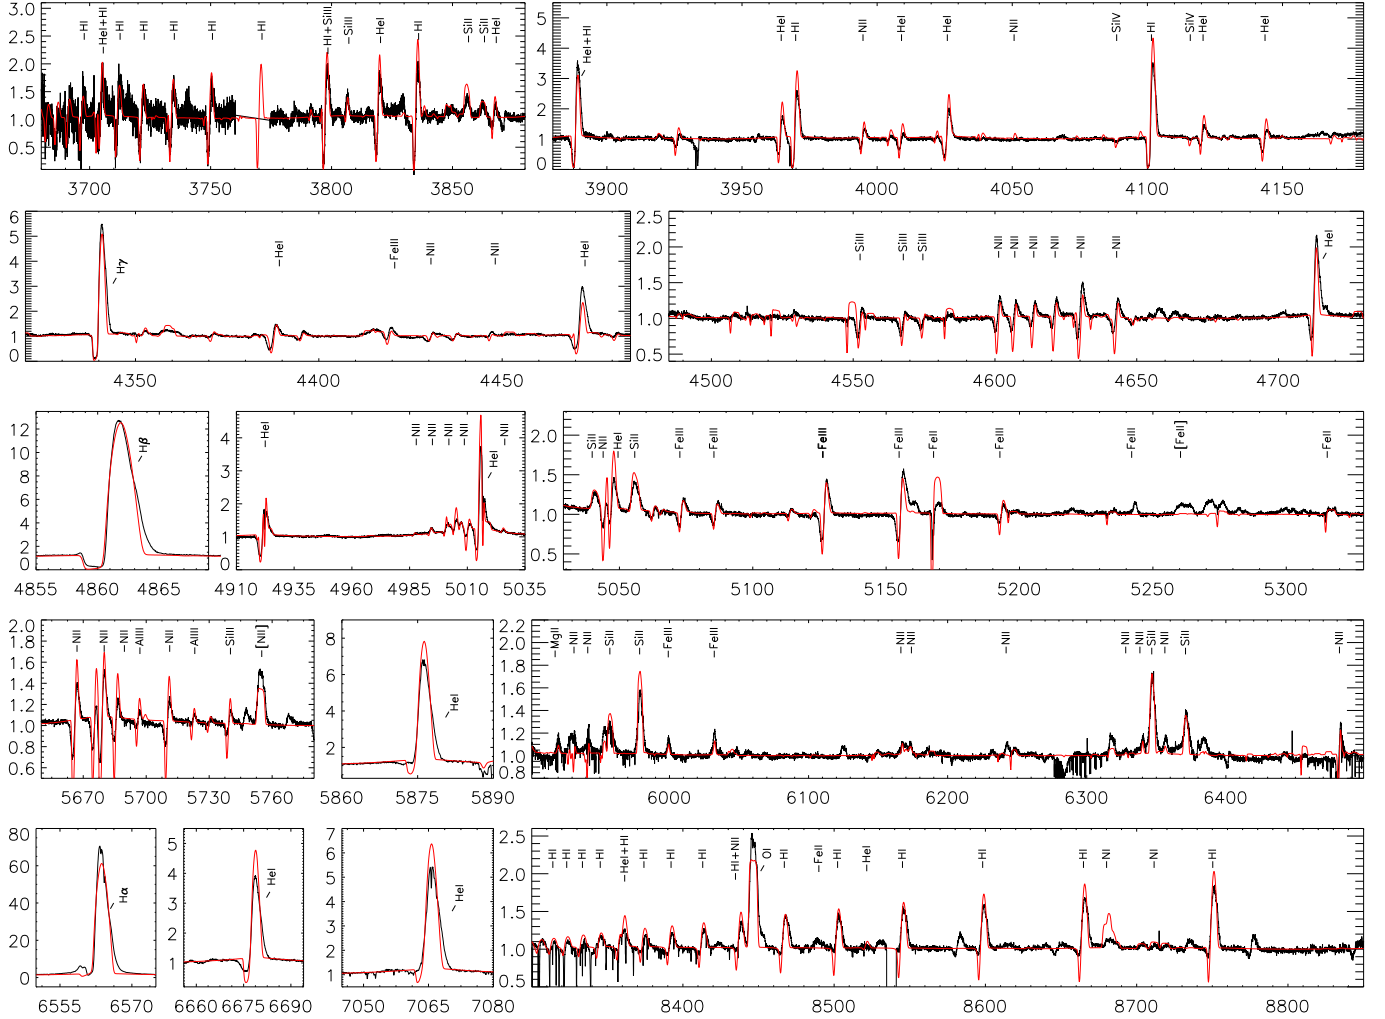 3.0 2.5 2.0 1.5 1.0 0.5
–HI –HeI+HI –HI –HI –HI –HI –HI –HI+SiIII –SiIII –HeI –HI –SiII –SiII –HeI
3700 3750 3800 3850
5 4 3 2 1 0
HeI+HI –HeI –HI –NII –HeI –HeI –NII –SiIV –HI –SiIV –HeI –HeI
3900 3950 4000 4050 4100 4150
6 5 4 3 2 1 0
Hγ –HeI –FeIII –NII –NII –HeI
4350 4400 4450
2.5 2.0 1.5 1.0 0.5
–SiIII –SiIII –SiIII –NII –NII –NII –NII –NII –NII HeI
4500 4550 4600 4650 4700
12 10 8 6 4 2 0
Hβ
4855 4860 4865
4 3 2 1 0
–HeI –NII –NII –NII –NII HeI –NII
4910 4935 4960 4985 5010 5035
2.0 1.5 1.0 0.5
–SiII –NII –HeI –SiII –FeIII –FeIII –FeIII –FeIII –FeII –FeIII –FeIII –[FeII] –FeII
5050 5100 5150 5200 5250 5300
2.0 1.8 1.6 1.4 1.2 1.0 0.8 0.6
–NII –NII –NII –AlIII –NII –AlIII –SiIII –[NII]
5670 5700 5730 5760
8 6 4 2
HeI
5860 5875 5890
2.2 2.0 1.8 1.6 1.4 1.2 1.0 0.8
–MgII –NII –NII –SiII –SiII –FeIII –FeIII –NII –NII –NII –NII –NII –SiII –NII –SiII –NII
6000 6100 6200 6300 6400
80 60 40 20 0
Hα
6555 6570
5 4 3 2 1
HeI
6660 6675 6690
7 6 5 4 3 2 1
HeI
7050 7065 7080
2.5 2.0 1.5 1.0 0.5
–HI –HI –HI –HI –HeI+HI –HI –HI –HI –HI+NII OI –HI –FeII –HI –HeI –HI –HI –HI –NI –NI –HI
8400 8500 8600 8700 8800